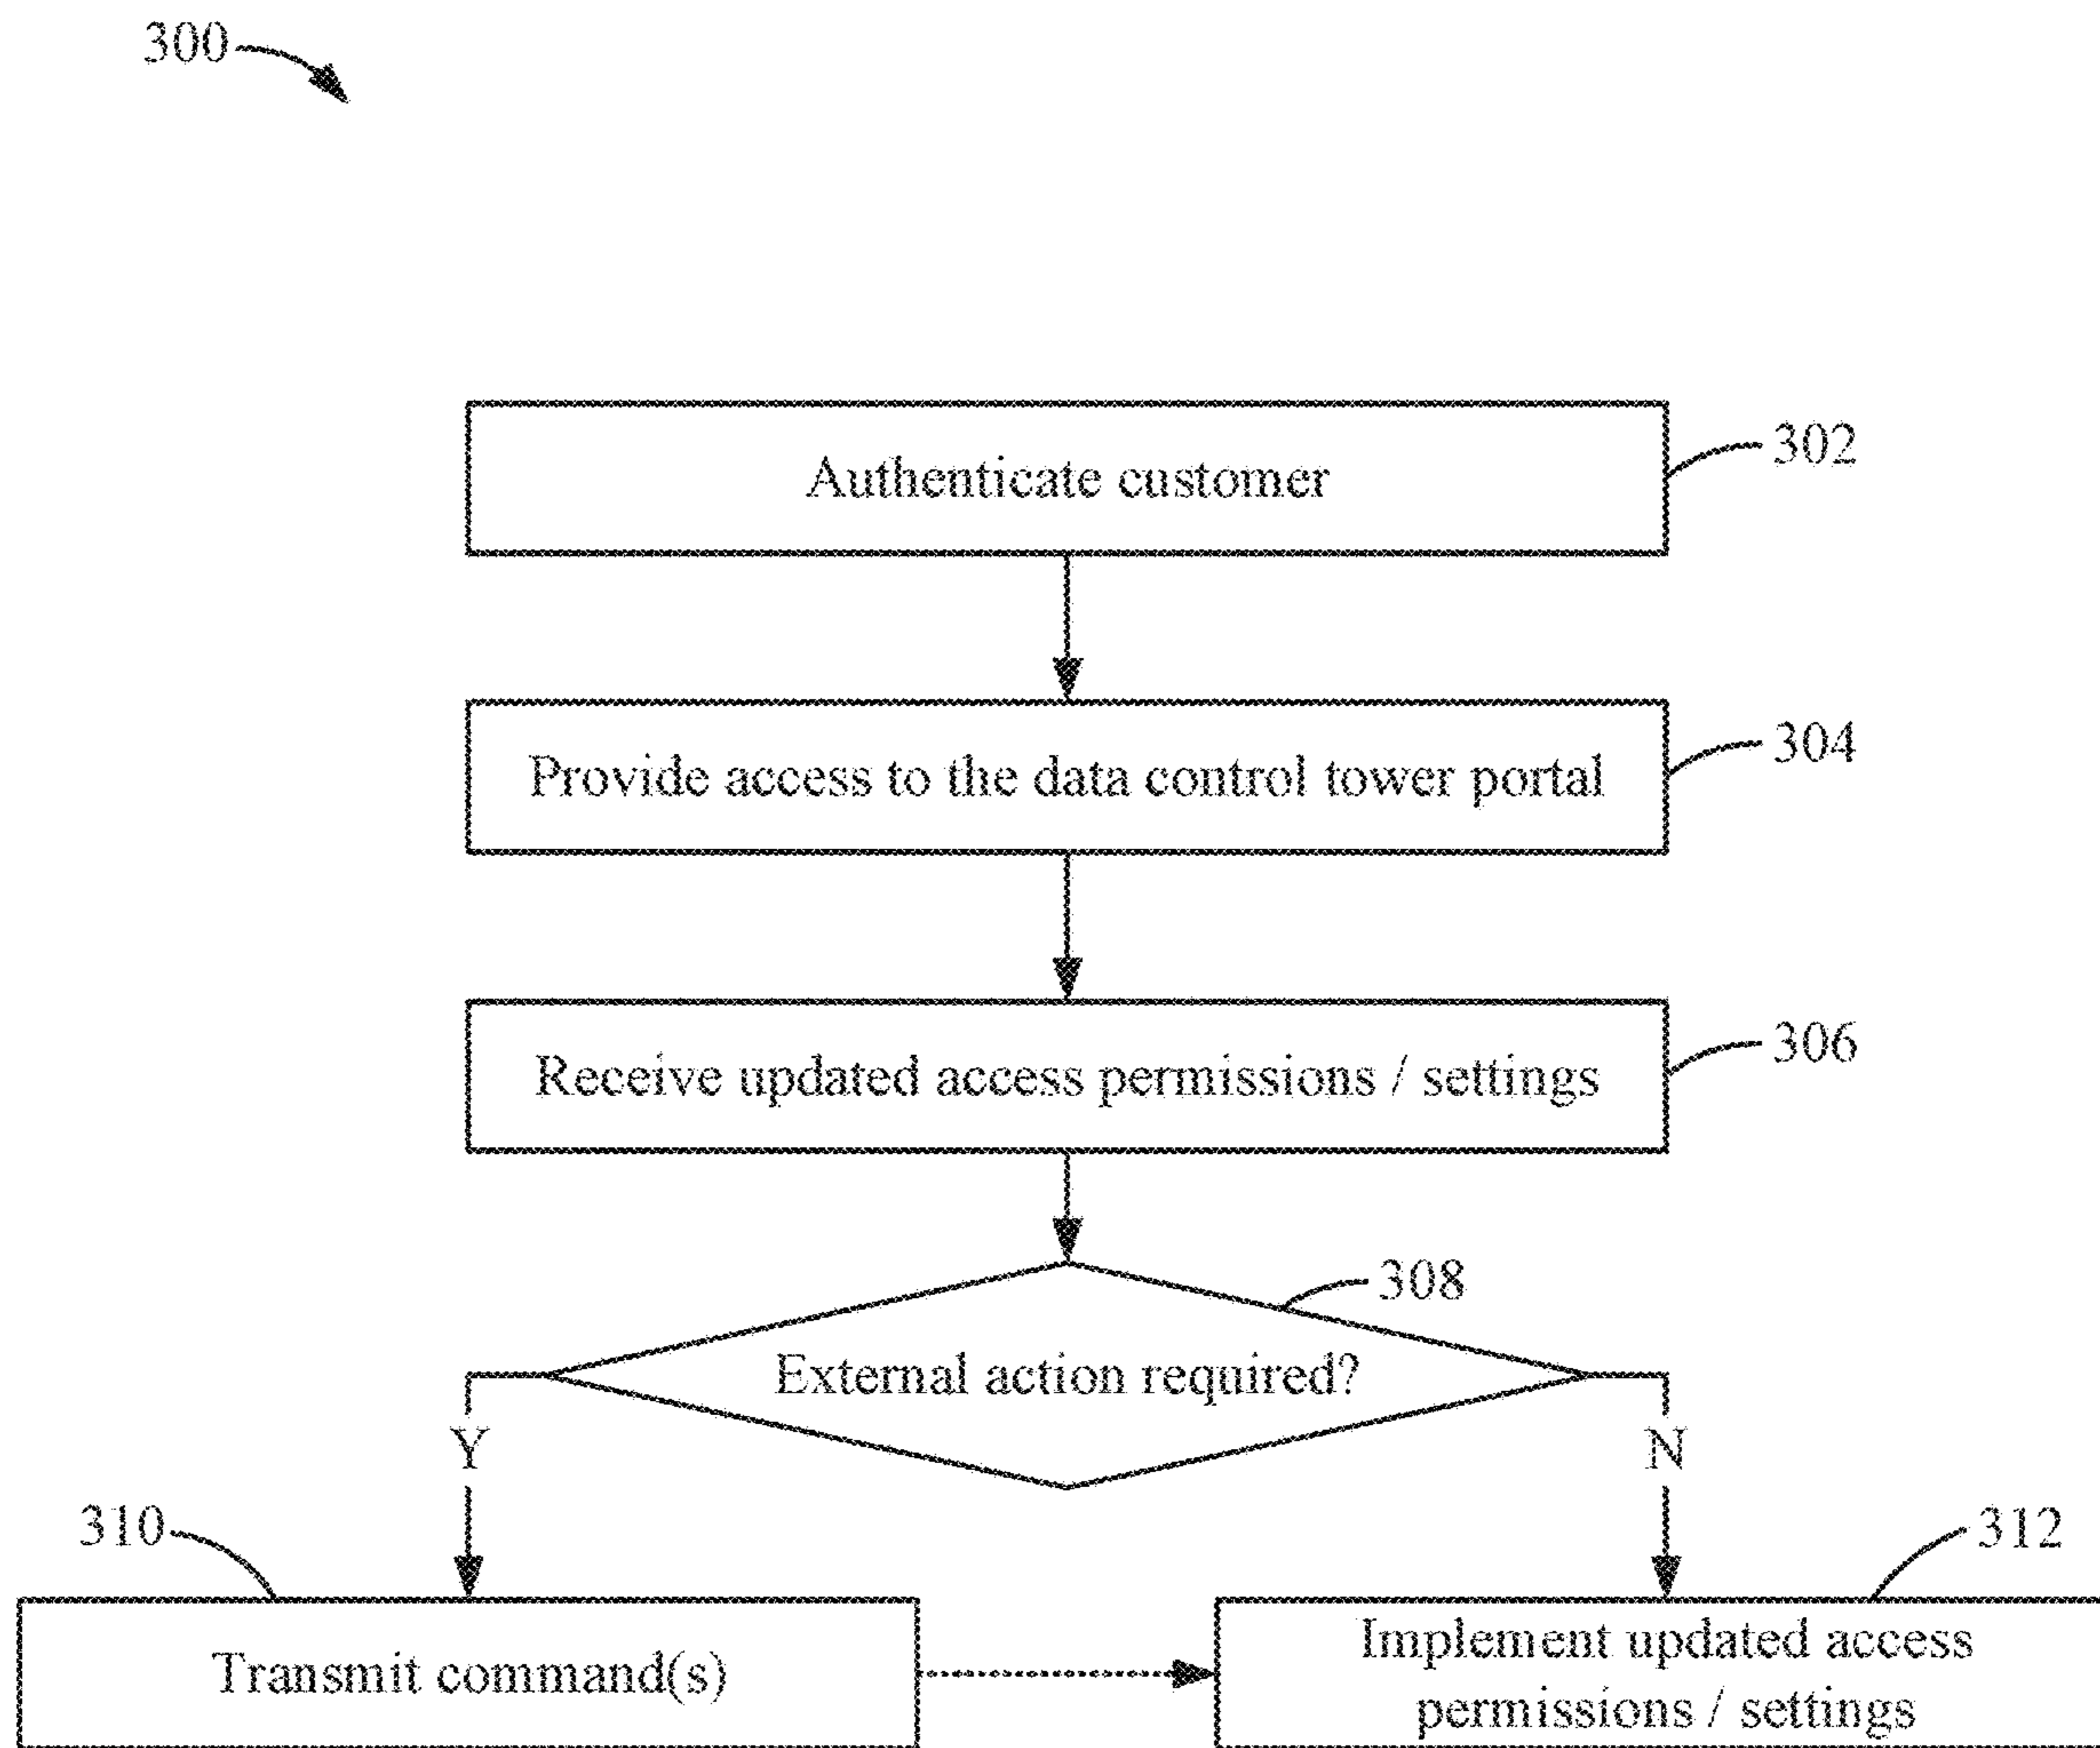 300
Authenticate customer
302
Provide access to the data control tower portal
304
Receive updated access permissions / settings
306
308
External action required?
Y
N
310
312
Transmit command(s)
Implement updated access
permissions / settings